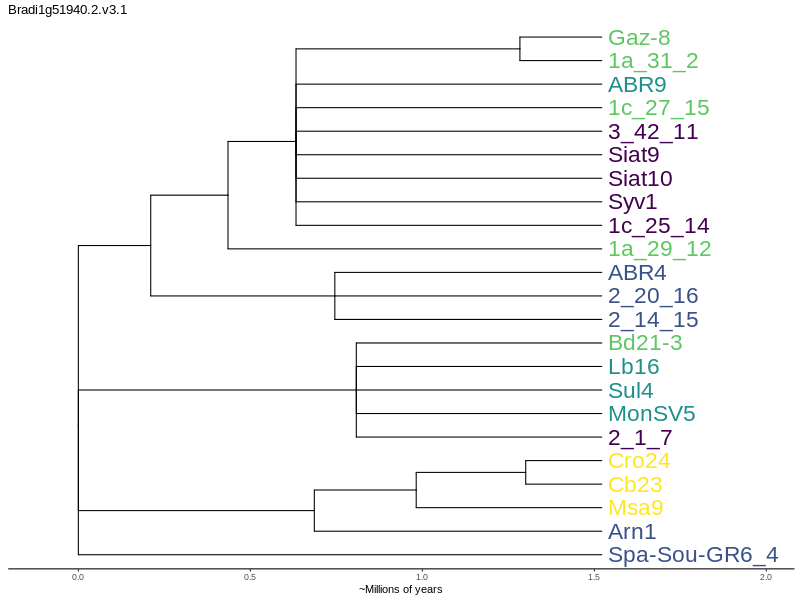 Bradi1g51940.2.v3.1
Gaz-8
1a_31_2
ABR9
1c_27_15
3_42_11
Siat9
Siat10
Syv1
1c_25_14
1a_29_12
ABR4
2_20_16
2_14_15
Bd21-3
Lb16
Sul4
MonSV5
2_1_7
Cro24
Cb23
Msa9
Arn1
Spa-Sou-GR6_4
0.0 0.5 1.0 1.5 2.0
~Millions of years